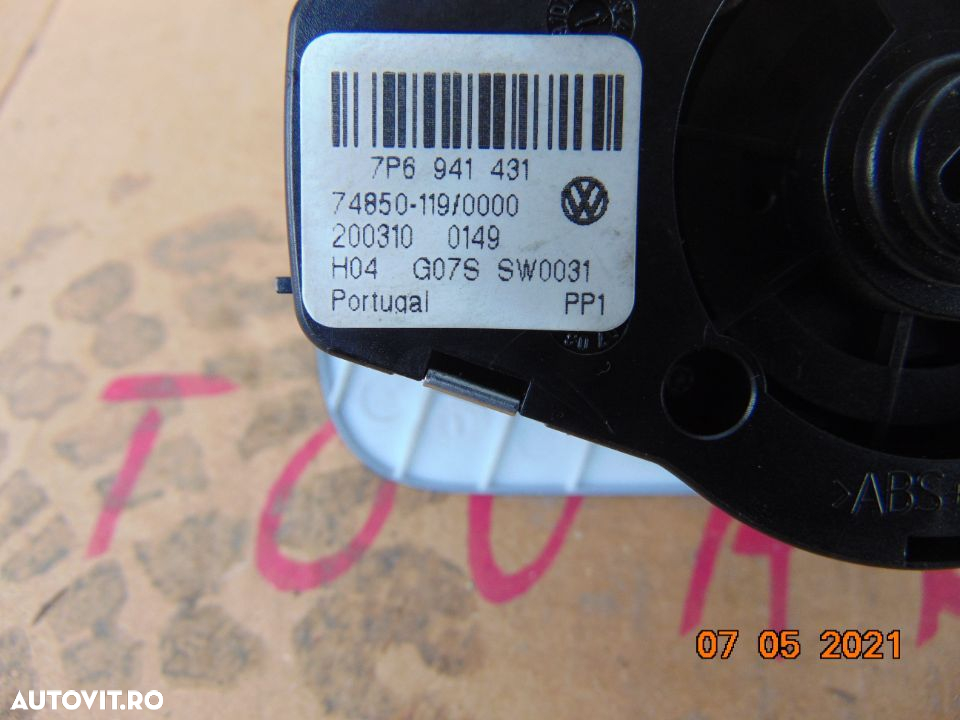 7P6 941 431
74850-119/0000
200310 0149
H04 G07S SW0031
Portugal PP1
>ABS
TOUA
07 05 2021
AUTOVIT.RO